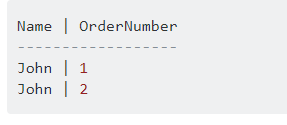 Name | OrderNumber
------------------
John | 1
John | 2